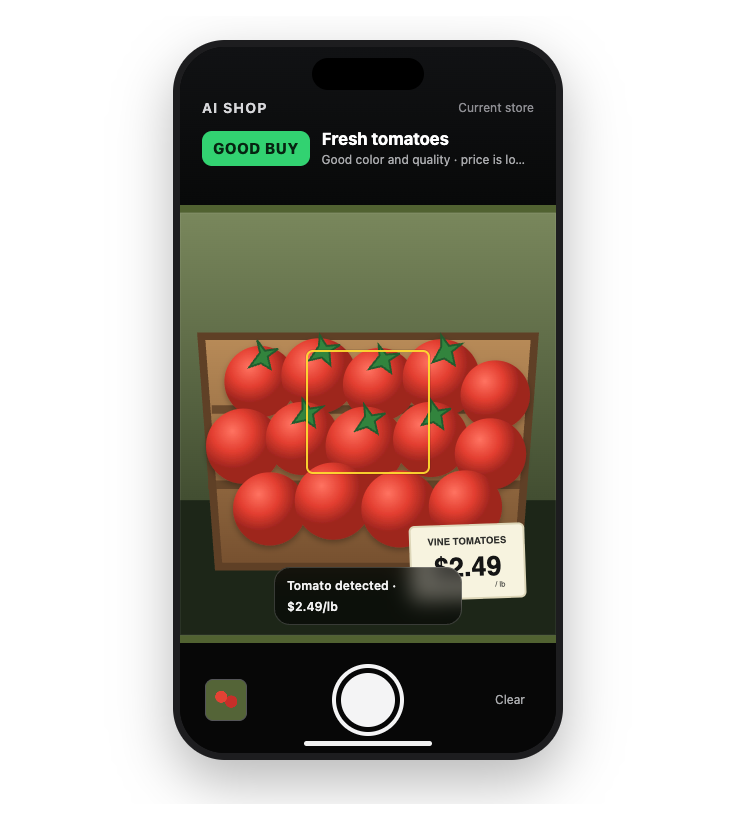 AI SHOP
Current store
GOOD BUY
Fresh tomatoes
Good color and quality · price is lo...
VINE TOMATOES
$2.49
/ lb
Tomato detected ·
$2.49/lb
Clear